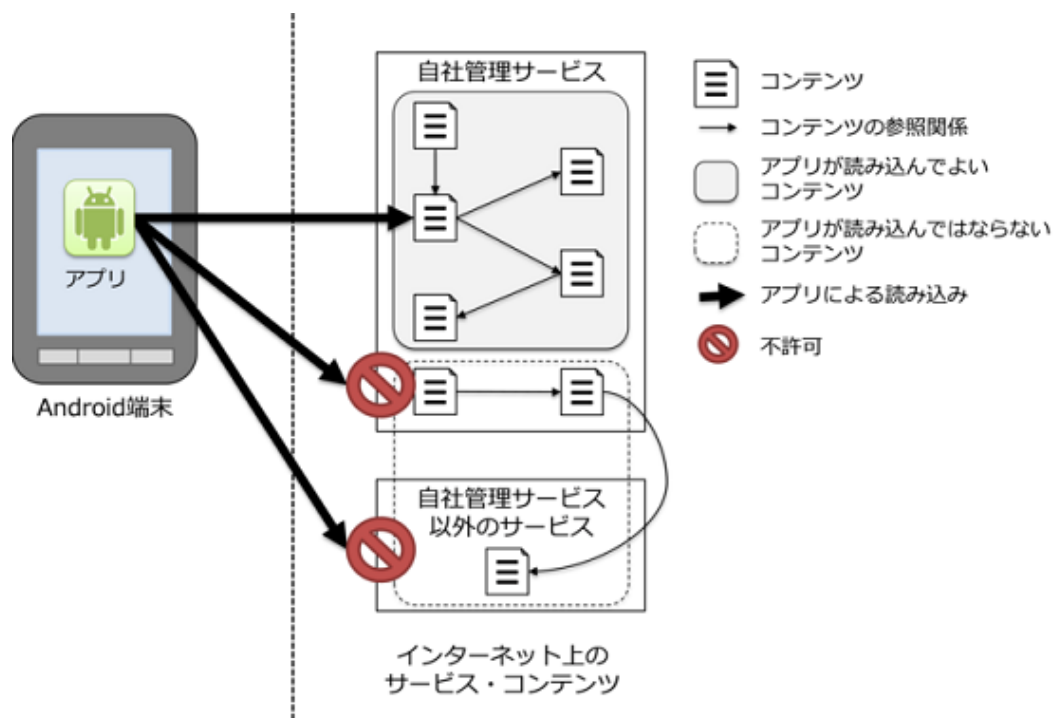 アプリ
Android端末
自社管理サービス
自社管理サービス
以外のサービス
インターネット上の
サービス・コンテンツ
コンテンツ
コンテンツの参照関係
アプリが読み込んでよい
コンテンツ
アプリが読み込んではならない
コンテンツ
アプリによる読み込み
不許可